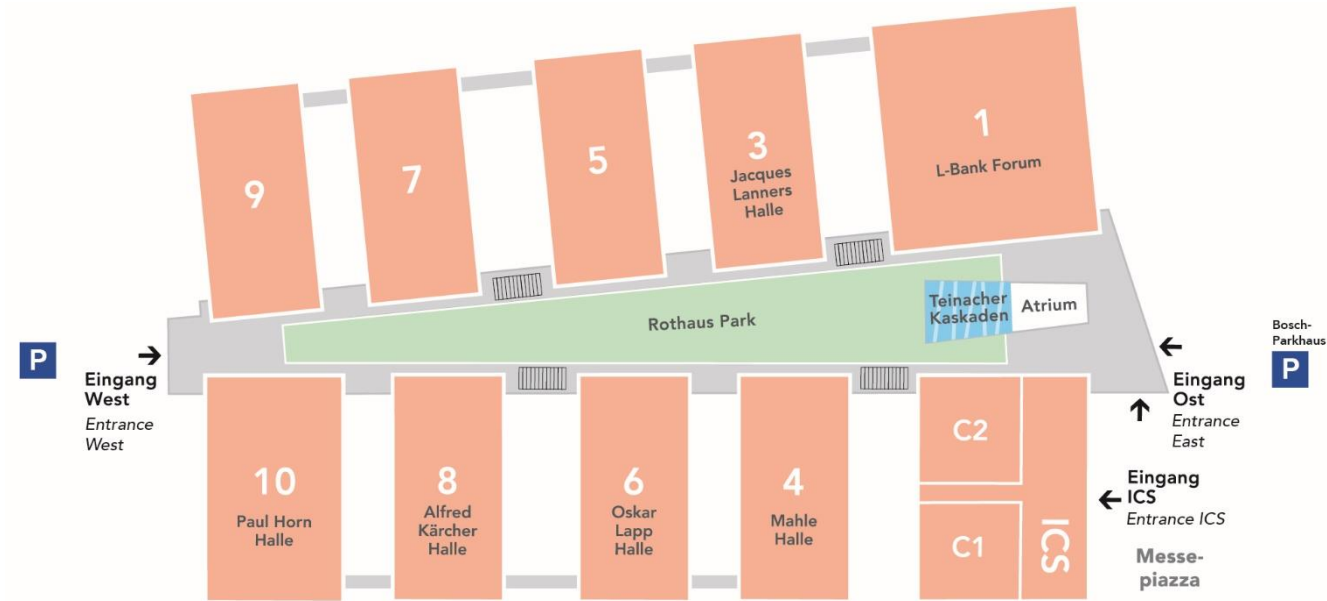 1
L-Bank Forum
3
Jacques
Lanners
Halle
5
7
9
Rothaus Park
Teinacher
Kaskaden
Atrium
P
Eingang
West
Entrance
West
Bosch-
Parkhaus
P
Eingang
Ost
Entrance
East
10
Paul Horn
Halle
8
Alfred
Kärcher
Halle
6
Oskar
Lapp
Halle
4
Mahle
Halle
C2
C1
ICS
Eingang
ICS
Entrance ICS
Messe-
piazza